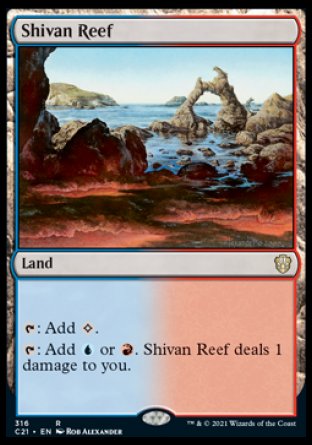 Shivan Reef
Land
: Add .
: Add or . Shivan Reef deals 1
damage to you.
316 R
C21 • EN Rob Alexander
™ & © 2021 Wizards of the Coast